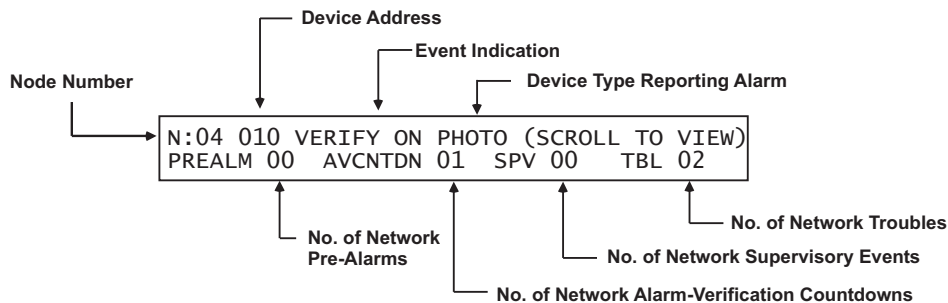 Device Address
Event Indication
Node Number
Device Type Reporting Alarm
N:04 010 VERIFY ON PHOTO (SCROLL TO VIEW)
PREALM 00 AVCNTDN 01 SPV 00 TBL 02
No. of Network Troubles
No. of Network
Pre-Alarms
No. of Network Supervisory Events
No. of Network Alarm-Verification Countdowns